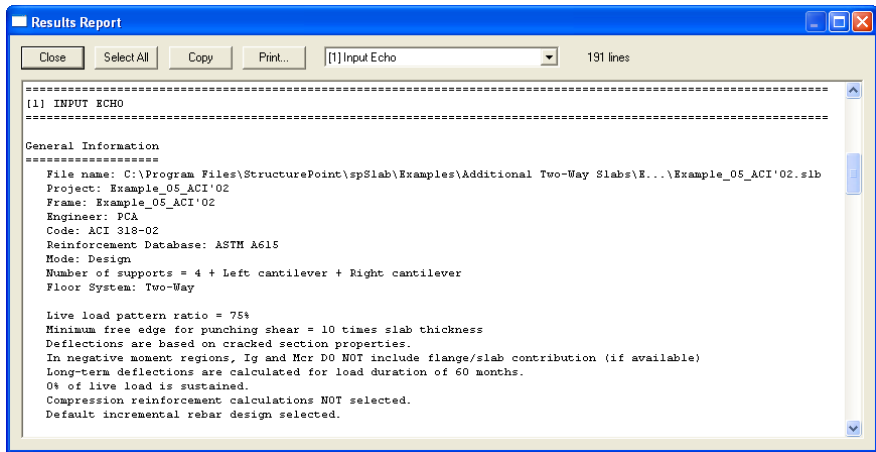 Results Report
Close Select All Copy Print... [1] Input Echo 191 lines
==========================================================================================================
[1] INPUT ECHO
==========================================================================================================
General Information
===================
File name: C:\Program Files\StructurePoint\spSlab\Examples\Additional Two-Way Slabs\E...\Example_05_ACI'02.slb
Project: Example_05_ACI'02
Frame: Example_05_ACI'02
Engineer: PCA
Code: ACI 318-02
Reinforcement Database: ASTM A615
Mode: Design
Number of supports = 4 + Left cantilever + Right cantilever
Floor System: Two-Way
Live load pattern ratio = 75%
Minimum free edge for punching shear = 10 times slab thickness
Deflections are based on cracked section properties.
In negative moment regions, Ig and Mcr DO NOT include flange/slab contribution (if available)
Long-term deflections are calculated for load duration of 60 months.
0% of live load is sustained.
Compression reinforcement calculations NOT selected.
Default incremental rebar design selected.